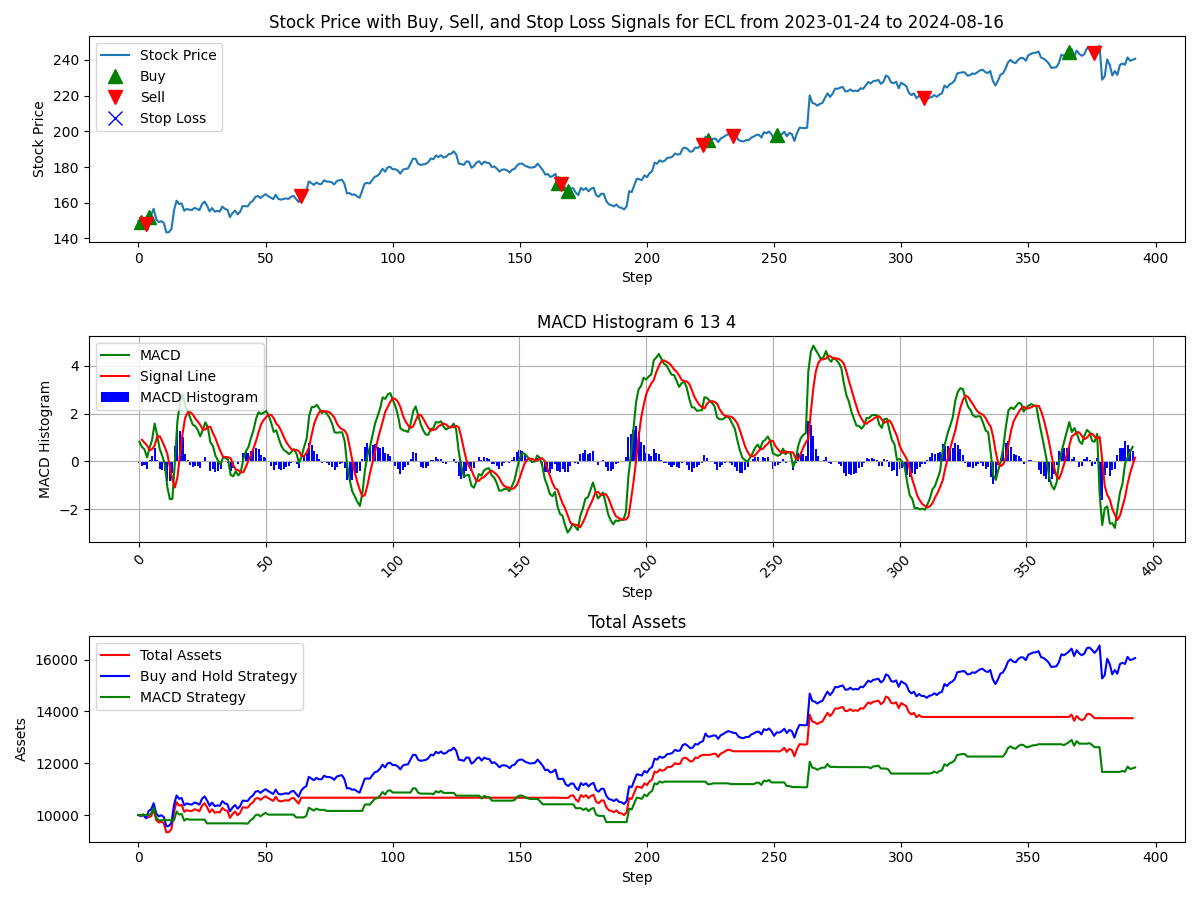 Stock Price with Buy, Sell, and Stop Loss Signals for ECL from 2023-01-24 to 2024-08-16
Stock Price
Buy
Sell
Stop Loss
Stock Price
240
220
200
180
160
140
0 50 100 150 200 250 300 350 400
Step
MACD Histogram 6 13 4
MACD
Signal Line
MACD Histogram
MACD Histogram
4
2
0
−2
0 50 100 150 200 250 300 350 400
Step
Total Assets
Total Assets
Buy and Hold Strategy
MACD Strategy
Assets
16000
14000
12000
10000
0 50 100 150 200 250 300 350 400
Step